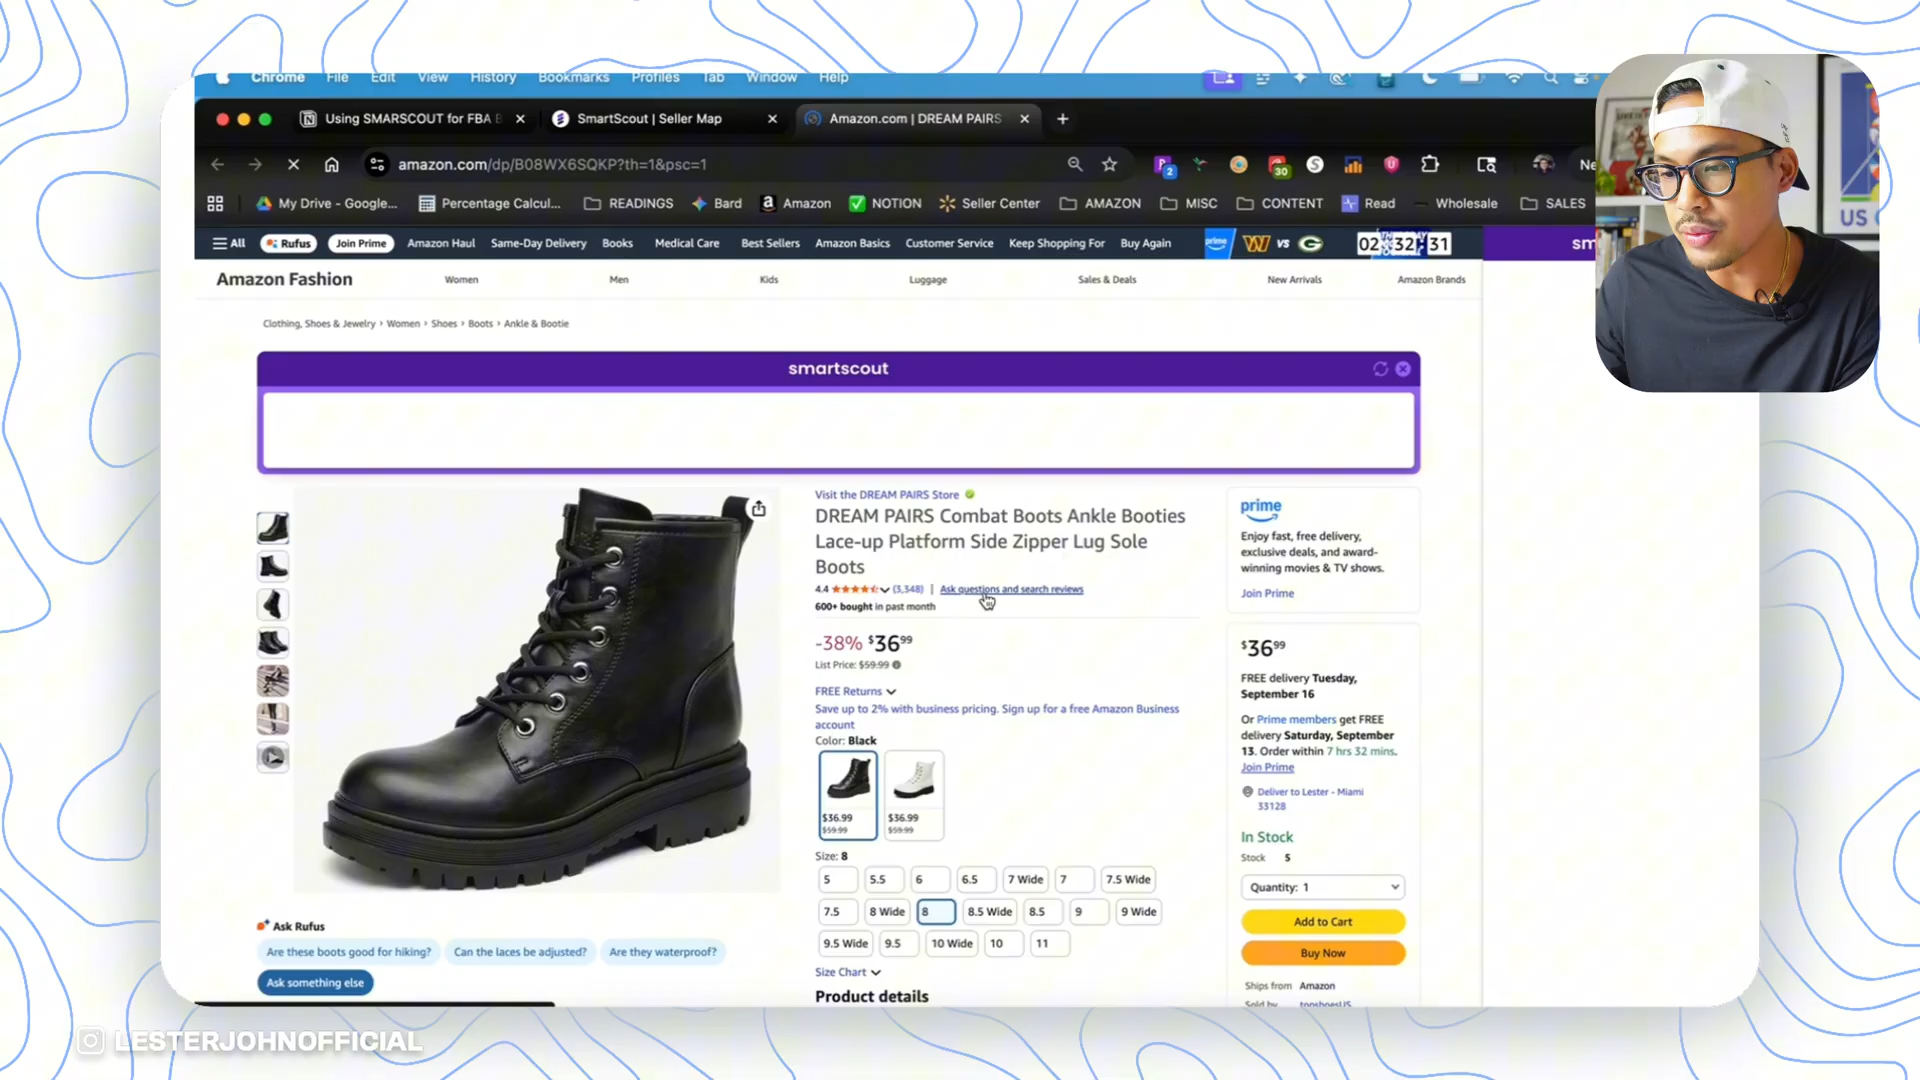 Chrome File Edit View History Bookmarks Profiles Tab Window Help
Using SMARSCOUT for FBA
SmartScout | Seller Map
Amazon.com | DREAM PAIRS
amazon.com/dp/B08WX6SQKP?th=1&psc=1
2
30
Ne
My Drive - Google...
Percentage Calcul...
READINGS
Bard
Amazon
NOTION
Seller Center
AMAZON
MISC
CONTENT
Read
Wholesale
SALES
All
Rufus
Join Prime
Amazon Haul
Same-Day Delivery
Books
Medical Care
Best Sellers
Amazon Basics
Customer Service
Keep Shopping For
Buy Again
prime
W vs G
02:32:31
sm
US
Amazon Fashion
Women
Men
Kids
Luggage
Sales & Deals
New Arrivals
Amazon Brands
Clothing, Shoes & Jewelry › Women › Shoes › Boots › Ankle & Bootie
smartscout
Visit the DREAM PAIRS Store
DREAM PAIRS Combat Boots Ankle Booties
Lace-up Platform Side Zipper Lug Sole
Boots
4.4 (3,348) | Ask questions and search reviews
600+ bought in past month
-38% $36 99
List Price: $59.99
FREE Returns
Save up to 2% with business pricing. Sign up for a free Amazon Business
account
Color: Black
$36.99 $36.99
$59.99 $59.99
Size: 8
5 5.5 6 6.5 7 Wide 7 7.5 Wide
7.5 8 Wide 8 8.5 Wide 8.5 9 9 Wide
9.5 Wide 9.5 10 Wide 10 11
Size Chart
Product details
Ask Rufus
Are these boots good for hiking?
Can the laces be adjusted?
Are they waterproof?
Ask something else
prime
Enjoy fast, free delivery,
exclusive deals, and award-
winning movies & TV shows.
Join Prime
$36 99
FREE delivery Tuesday,
September 16
Or Prime members get FREE
delivery Saturday, September
13. Order within 7 hrs 32 mins.
Join Prime
Deliver to Lester - Miami
33128
In Stock
Stock 5
Quantity: 1
Add to Cart
Buy Now
Ships from Amazon
Sold by topshoesUS
LESTERJOHNOFFICIAL